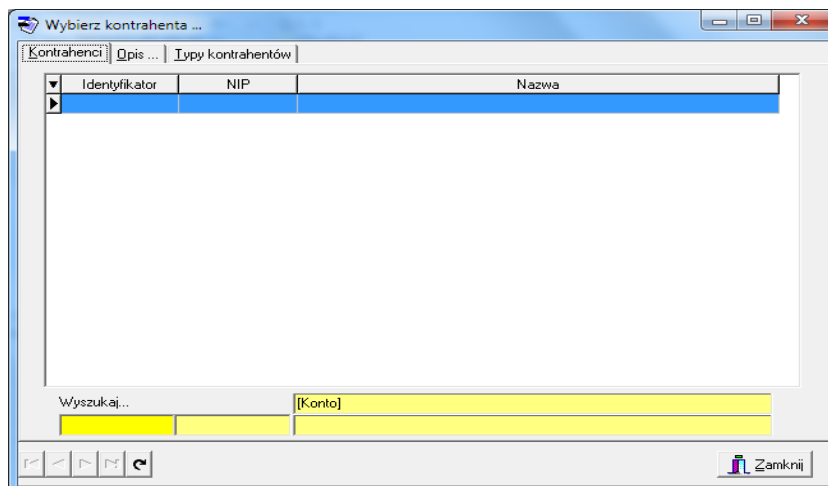 Wybierz kontrahenta ...
Kontrahenci Opis ... Typy kontrahentów
Identyfikator NIP Nazwa
Wyszukaj... [Konto]
Zamknij